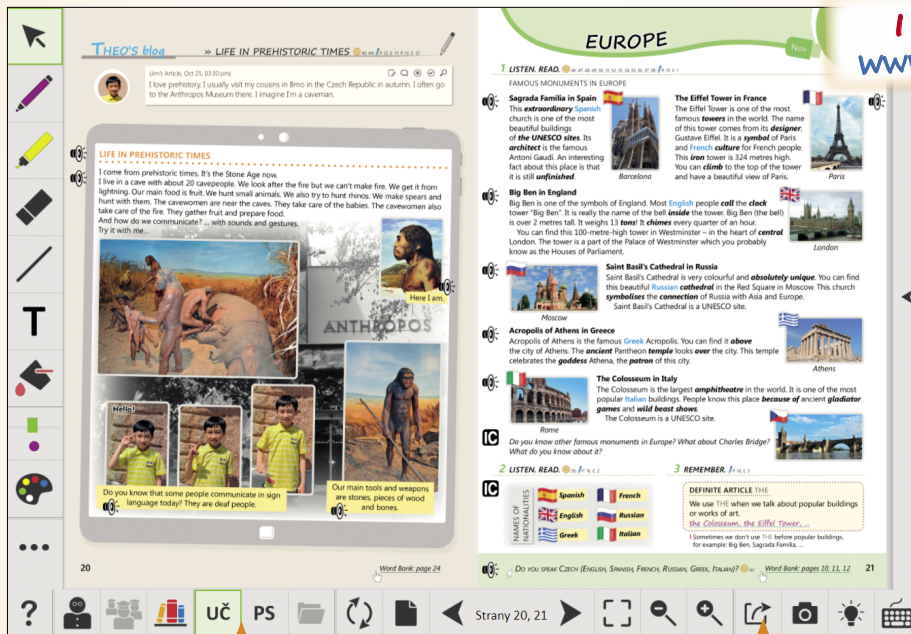 THEO'S blog
» LIFE IN PREHISTORIC TIMES
(Jim's Article, Oct 25, 03:30 pm)
I love prehistory. I usually visit my cousins in Brno in the Czech Republic in autumn. I often go
to the Anthropos Museum there. I imagine I'm a caveman.
LIFE IN PREHISTORIC TIMES
I come from prehistoric times. It's the Stone Age now.
I live in a cave with about 20 cavepeople. We look after the fire but we can't make fire. We get it from
lightning. Our main food is fruit. We hunt small animals. We also try to hunt rhinos. We make spears and
hunt with them. The cavewomen are near the caves. They take care of the babies. The cavewomen also
take care of the fire. They gather fruit and prepare food.
And how do we communicate? ... with sounds and gestures.
Try it with me...
Here I am.
ANTHROPOS
Hello!
Do you know that some people communicate in sign
language today? They are deaf people.
Our main tools and weapons
are stones, pieces of wood
and bones.
20
Word Bank: page 24
EUROPE
Nov
1 LISTEN. READ.
FAMOUS MONUMENTS IN EUROPE
Sagrada Familia in Spain
This extraordinary Spanish
church is one of the most
beautiful buildings
of the UNESCO sites. Its
architect is the famous
Antoni Gaudi. An interesting
fact about this place is that
it is still unfinished.
Barcelona
The Eiffel Tower in France
The Eiffel Tower is one of the most
famous towers in the world. The name
of this tower comes from its designer,
Gustave Eiffel. It is a symbol of Paris
and French culture for French people.
This iron tower is 324 metres high.
You can climb to the top of the tower
and have a beautiful view of Paris.
Paris
Big Ben in England
Big Ben is one of the symbols of England. Most English people call the clock
tower "Big Ben". It is really the name of the bell inside the tower. Big Ben (the bell)
is over 2 metres tall. It weighs 13 tons! It chimes every quarter of an hour.
You can find this 100-metre-high tower in Westminster – in the heart of central
London. The tower is a part of the Palace of Westminster which you probably
know as the Houses of Parliament.
London
Saint Basil's Cathedral in Russia
Saint Basil's Cathedral is very colourful and absolutely unique. You can find
this beautiful Russian cathedral in the Red Square in Moscow. This church
symbolises the connection of Russia with Asia and Europe.
Saint Basil's Cathedral is a UNESCO site.
Moscow
Acropolis of Athens in Greece
Acropolis of Athens is the famous Greek Acropolis. You can find it above
the city of Athens. The ancient Pantheon temple looks over the city. This temple
celebrates the goddess Athena, the patron of this city.
Athens
The Colosseum in Italy
The Colosseum is the largest amphitheatre in the world. It is one of the most
popular Italian buildings. People know this place because of ancient gladiator
games and wild beast shows.
The Colosseum is a UNESCO site.
Rome
IC
Do you know other famous monuments in Europe? What about Charles Bridge?
What do you know about it?
2 LISTEN. READ.
IC
NAMES OF
NATIONALITIES
Spanish
French
English
Russian
Greek
Italian
3 REMEMBER.
DEFINITE ARTICLE THE
We use THE when we talk about popular buildings
or works of art.
the Colosseum, the Eiffel Tower, ...
! Sometimes we don't use THE before popular buildings,
for example: Big Ben, Sagrada Familia, ...
DO YOU SPEAK CZECH (ENGLISH, SPANISH, FRENCH, RUSSIAN, GREEK, ITALIAN)?
Word Bank: pages 10, 11, 12
21
T
?
UČ
PS
Strany 20, 21